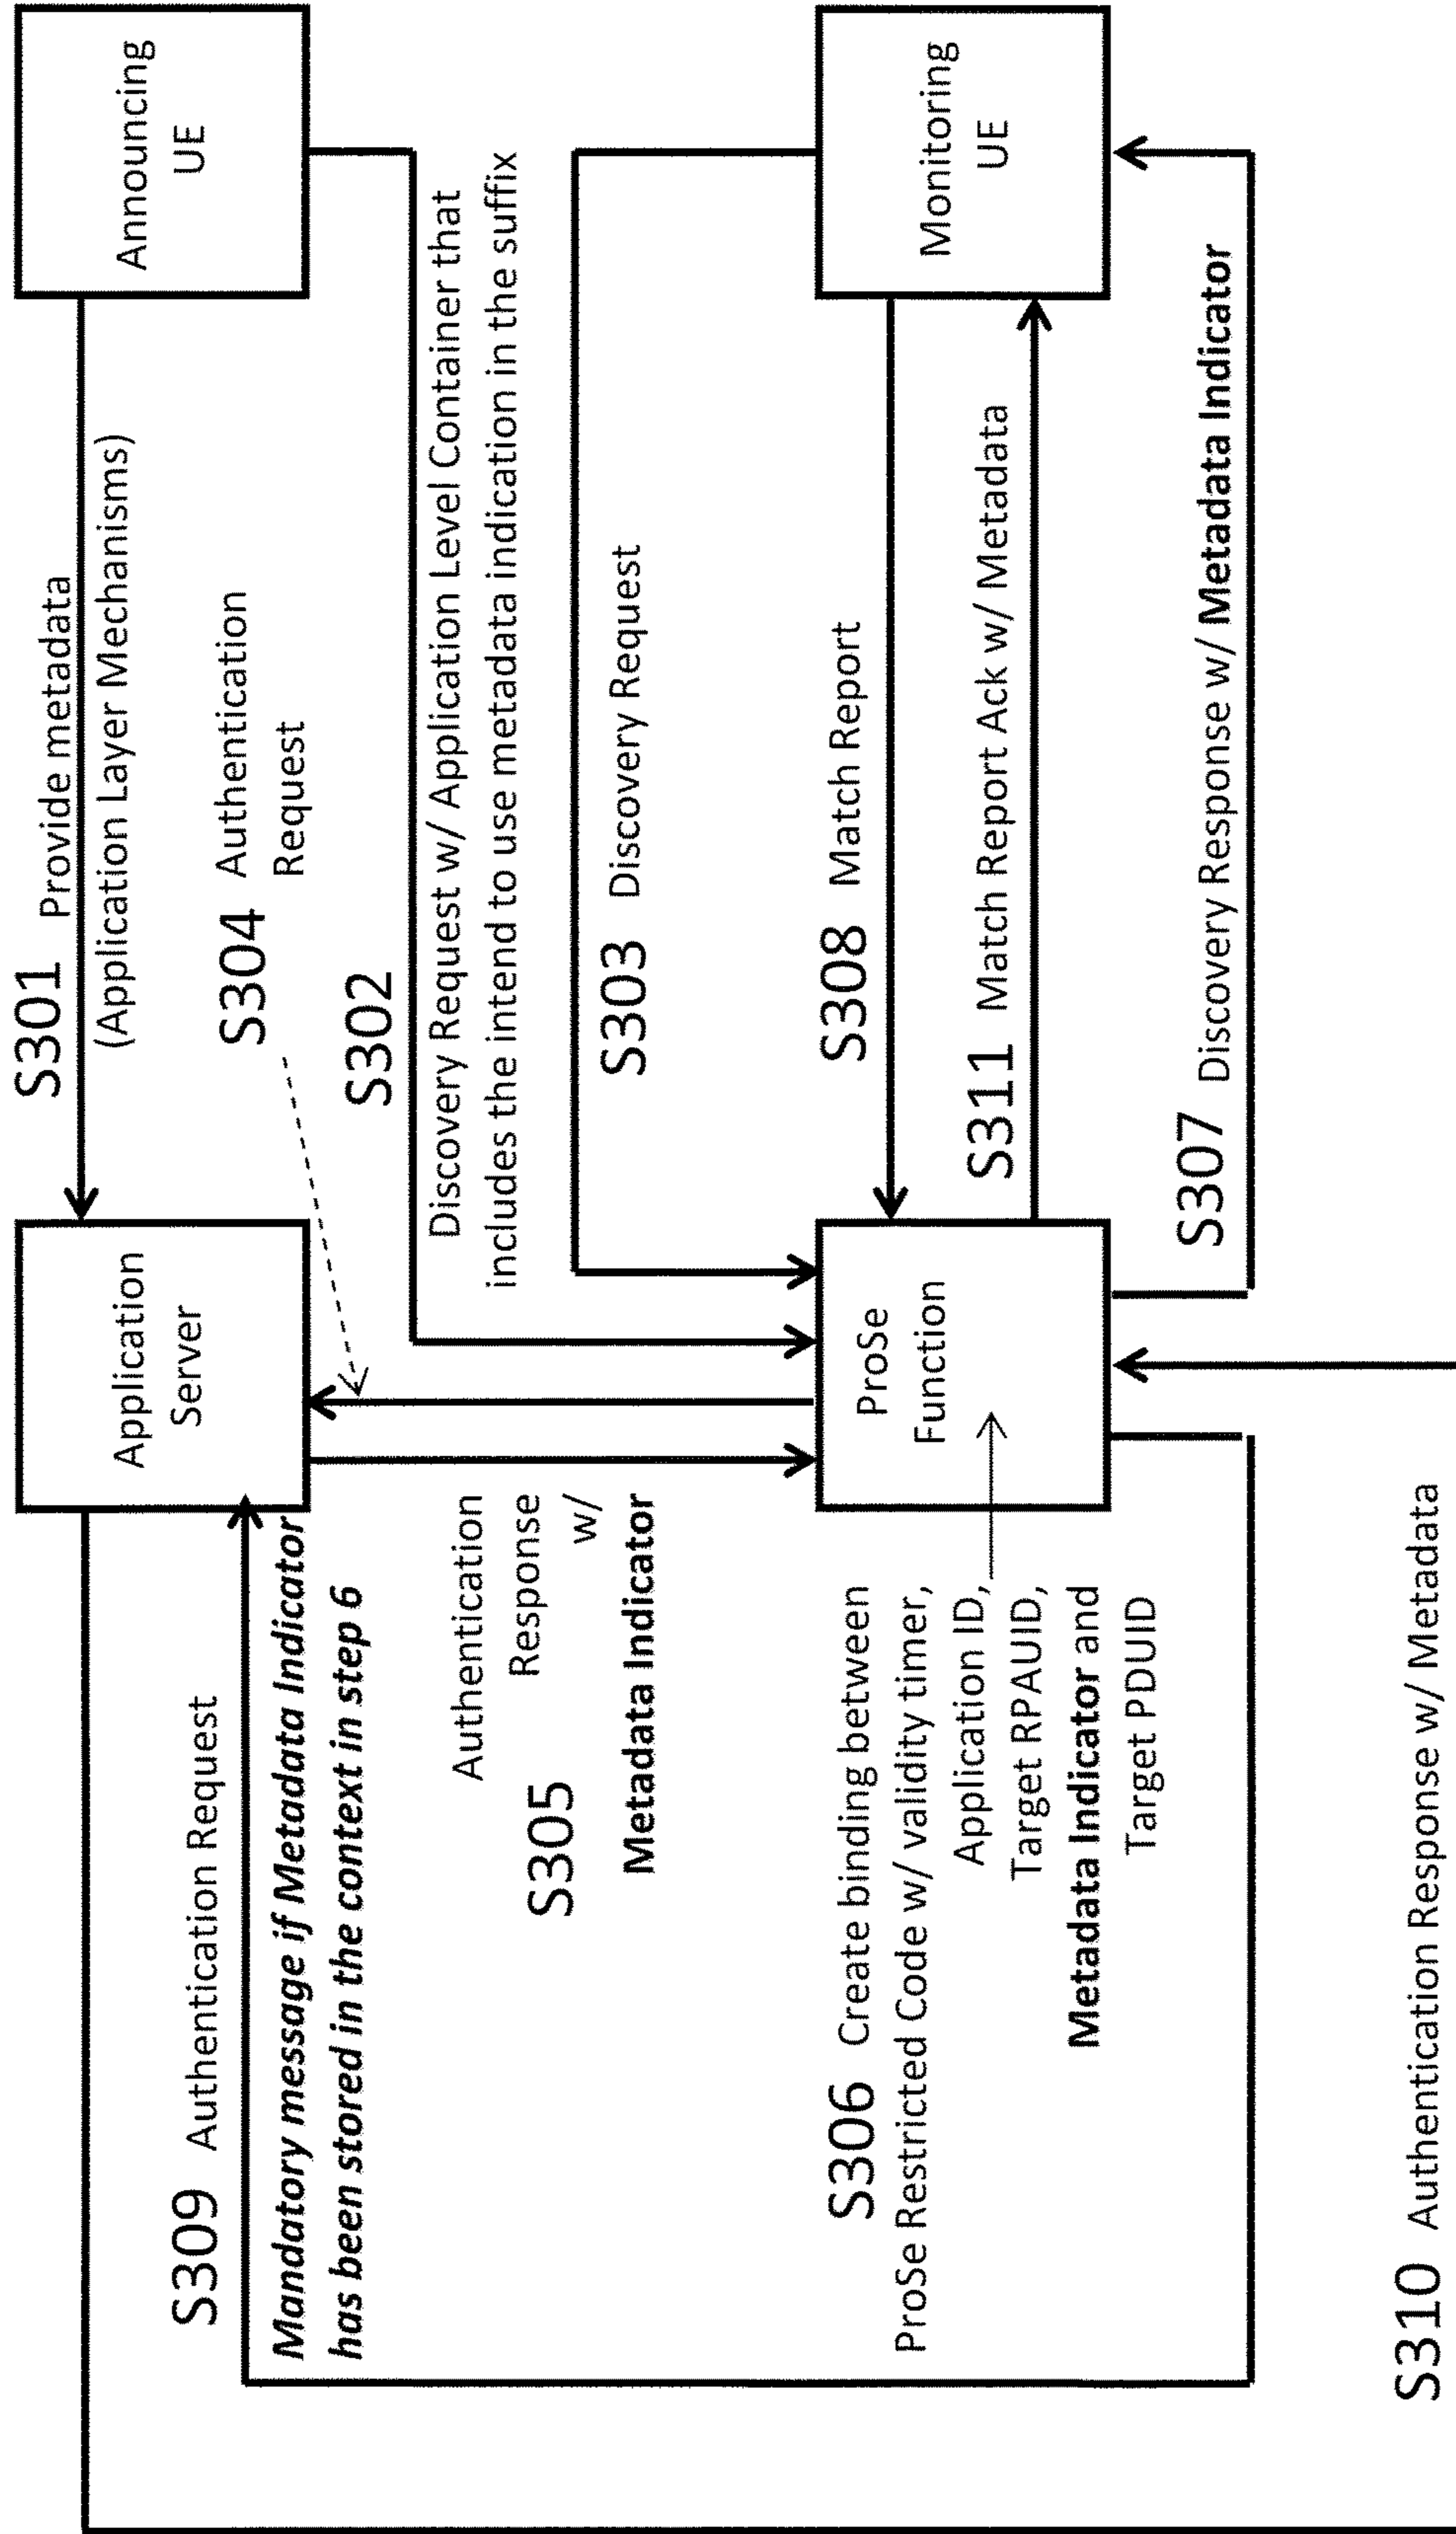 Announcing
UE
S301 Provide metadata
(Application Layer Mechanisms)
Application
Server
S304 Authentication
Request
S302
Discovery Request w/ Application Level Container that
includes the intend to use metadata indication in the suffix
S309 Authentication Request
Mandatory message if Metadata Indicator
has been stored in the context in step 6
Authentication
Response
w/
S305
Metadata Indicator
S303 Discovery Request
Monitoring
UE
S308 Match Report
S311 Match Report Ack w/ Metadata
ProSe
Function
S306 Create binding between
ProSe Restricted Code w/ validity timer,
Application ID,
Target RPAUID,
Metadata Indicator and
Target PDUID
S307 Discovery Response w/ Metadata Indicator
S310 Authentication Response w/ Metadata